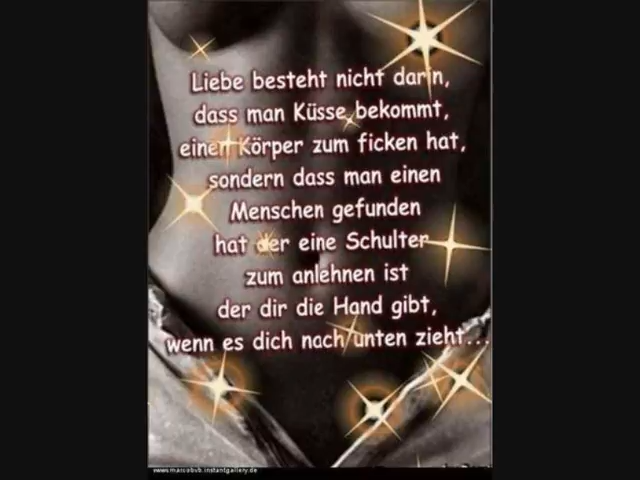 Liebe besteht nicht darin,
dass man Küsse bekommt,
einen Körper zum ficken hat,
sondern dass man einen
Menschen gefunden
hat der eine Schulter
zum anlehnen ist
der dir die Hand gibt,
wenn es dich nach unten zieht...
www.marcobvb.instantgallery.de